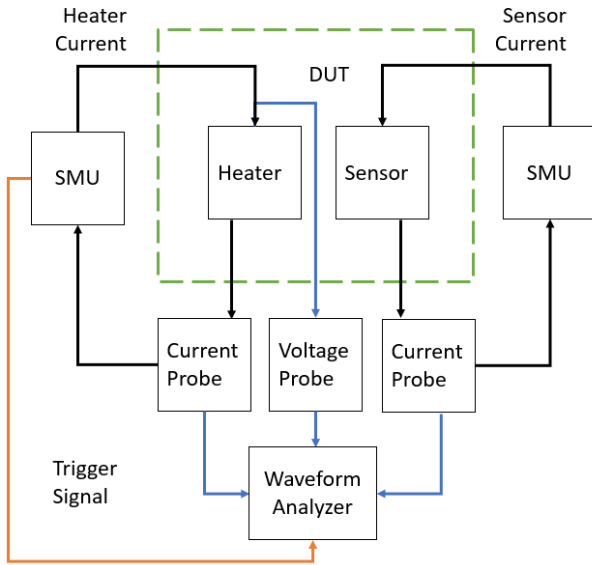 Heater
Current
Sensor
Current
DUT
SMU
Heater
Sensor
SMU
Current
Probe
Voltage
Probe
Current
Probe
Trigger
Signal
Waveform
Analyzer